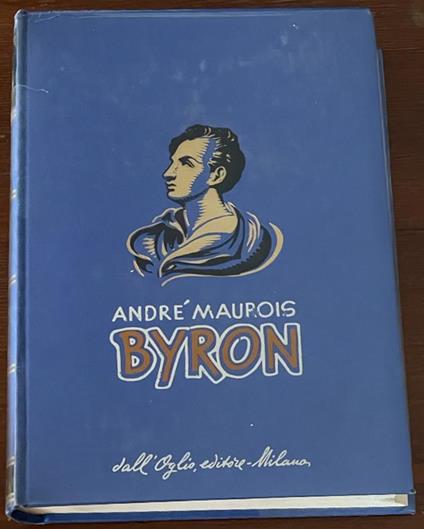 ANDRÉ MAUROIS
BYRON
dall'Oglio, editore - Milano